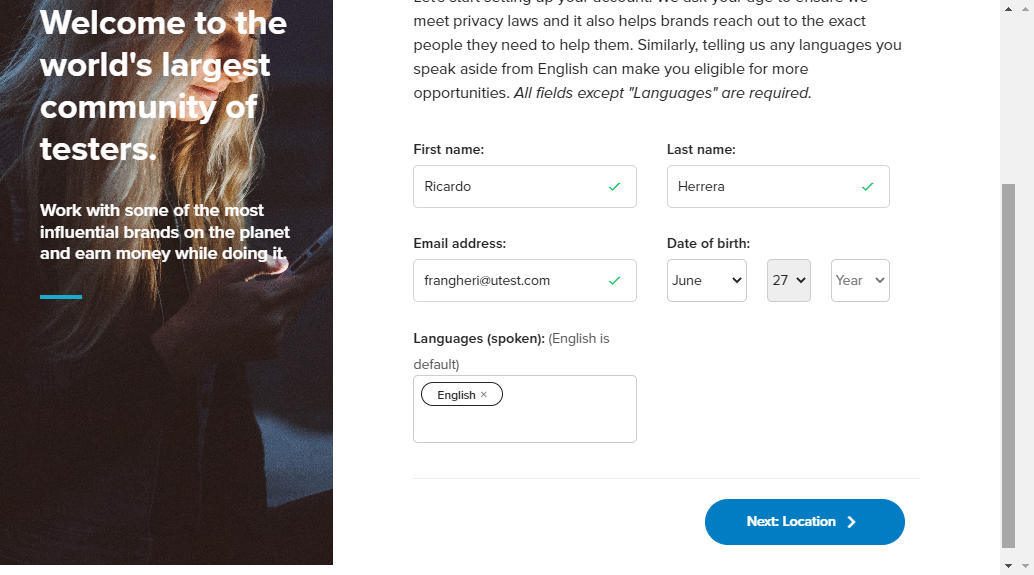 Welcome to the
world's largest
community of
testers.
Work with some of the most
influential brands on the planet
and earn money while doing it.
meet privacy laws and it also helps brands reach out to the exact
people they need to help them. Similarly, telling us any languages you
speak aside from English can make you eligible for more
opportunities. All fields except "Languages" are required.
First name:
Last name:
Ricardo
Herrera
Email address:
Date of birth:
frangheri@utest.com
June
27
Year
Languages (spoken): (English is
default)
English ×
Next: Location